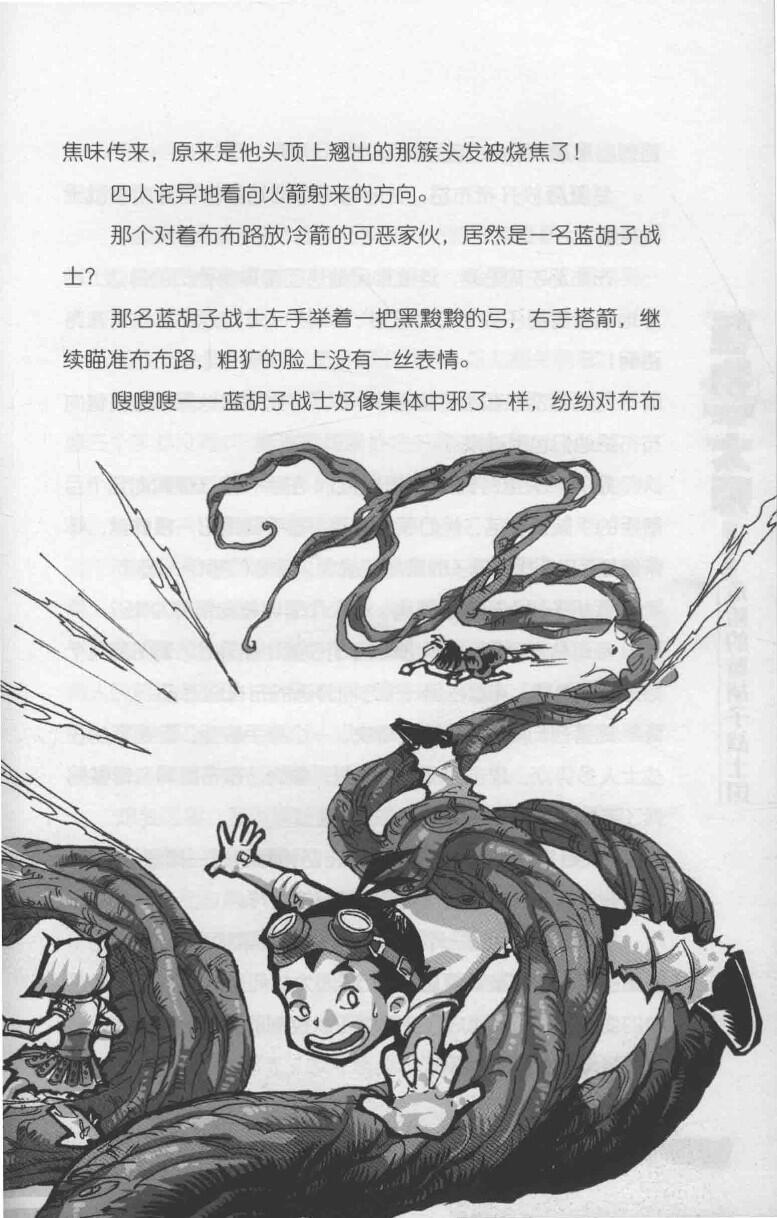 焦味传来，原来是他头顶上翘出的那簇头发被烧焦了！
四人诧异地看向火箭射来的方向。
那个对着布布路放冷箭的可恶家伙，居然是一名蓝胡子战
士？
那名蓝胡子战士左手举着一把黑黢黢的弓，右手搭箭，继
续瞄准布布路，粗犷的脸上没有一丝表情。
嗖嗖嗖——蓝胡子战士好像集体中邪了一样，纷纷对布布